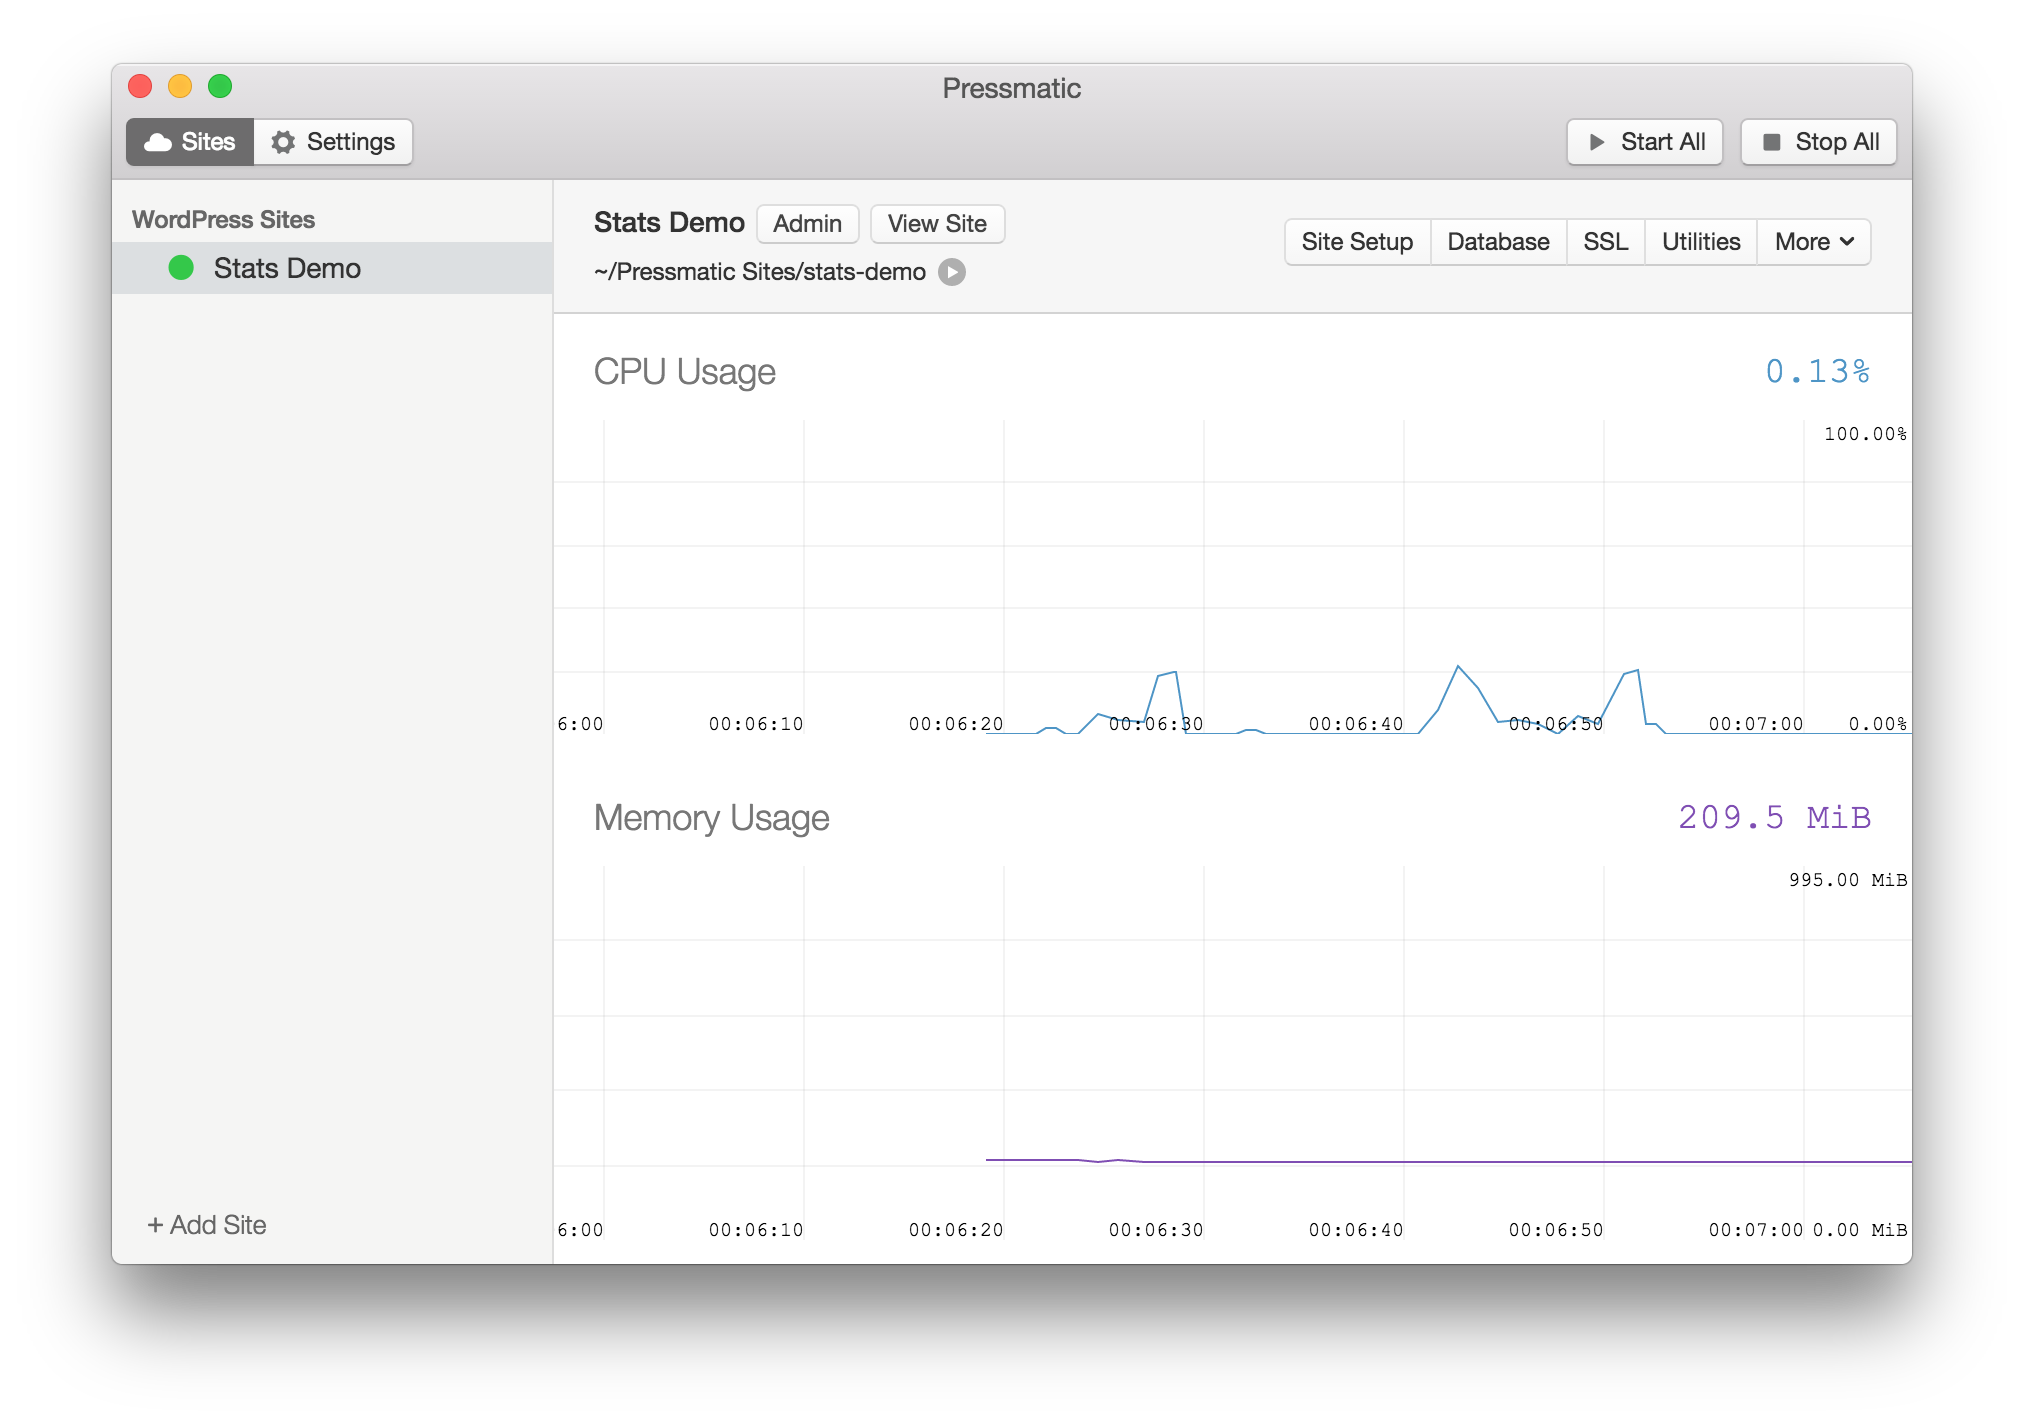 Pressmatic
Sites
Settings
Start All
Stop All
WordPress Sites
Stats Demo
+ Add Site
Stats Demo
Admin
View Site
~/Pressmatic Sites/stats-demo
Site Setup
Database
SSL
Utilities
More
CPU Usage
0.13%
100.00%
6:00 00:06:10 00:06:20 00:06:30 00:06:40 00:06:50 00:07:00 0.00%
Memory Usage
209.5 MiB
995.00 MiB
6:00 00:06:10 00:06:20 00:06:30 00:06:40 00:06:50 00:07:00 0.00 MiB